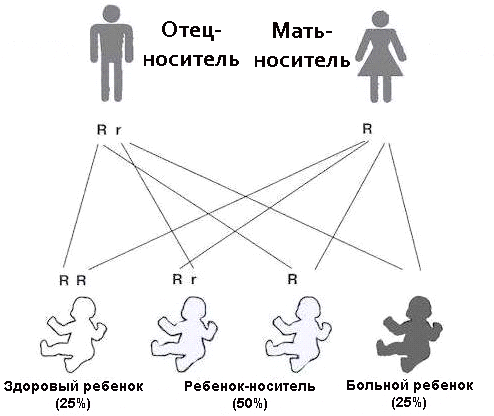 Отец-
носитель
Мать-
носитель
R r
R
R R
R r
R
Здоровый ребенок
(25%)
Ребенок-носитель
(50%)
Больной ребенок
(25%)